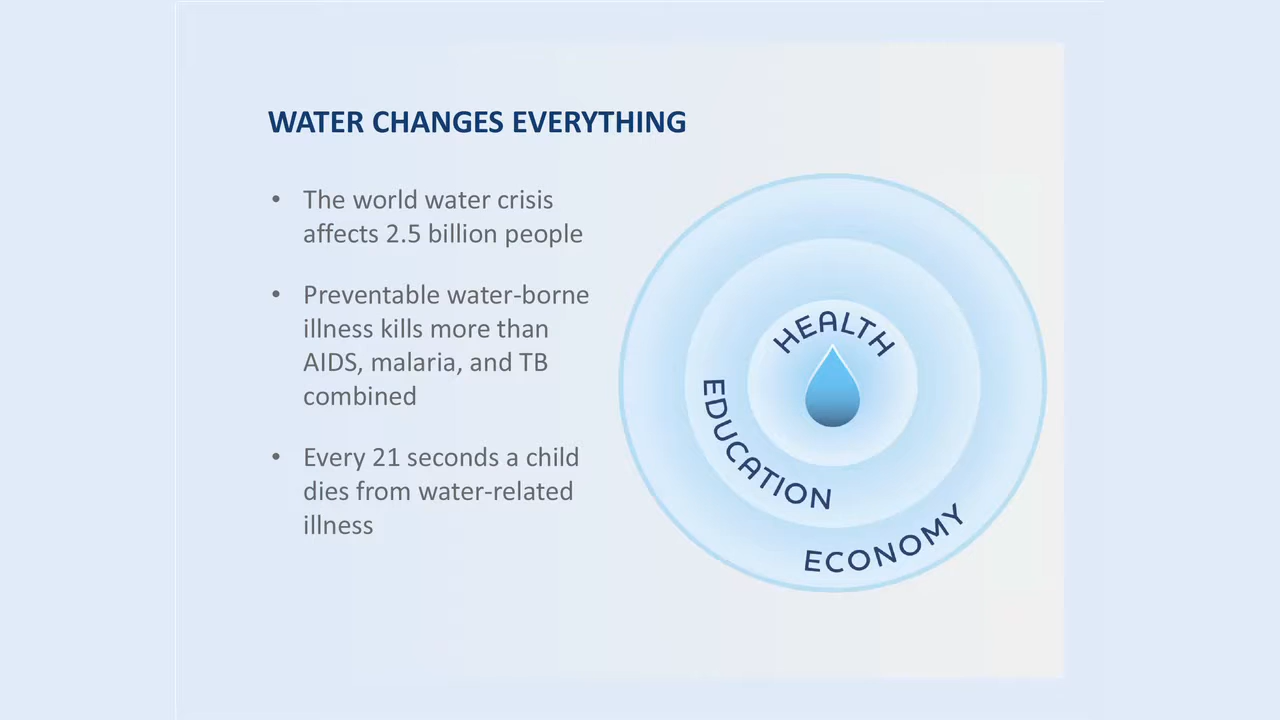 WATER CHANGES EVERYTHING
• The world water crisis
affects 2.5 billion people
• Preventable water-borne
illness kills more than
AIDS, malaria, and TB
combined
• Every 21 seconds a child
dies from water-related
illness
HEALTH
EDUCATION
ECONOMY